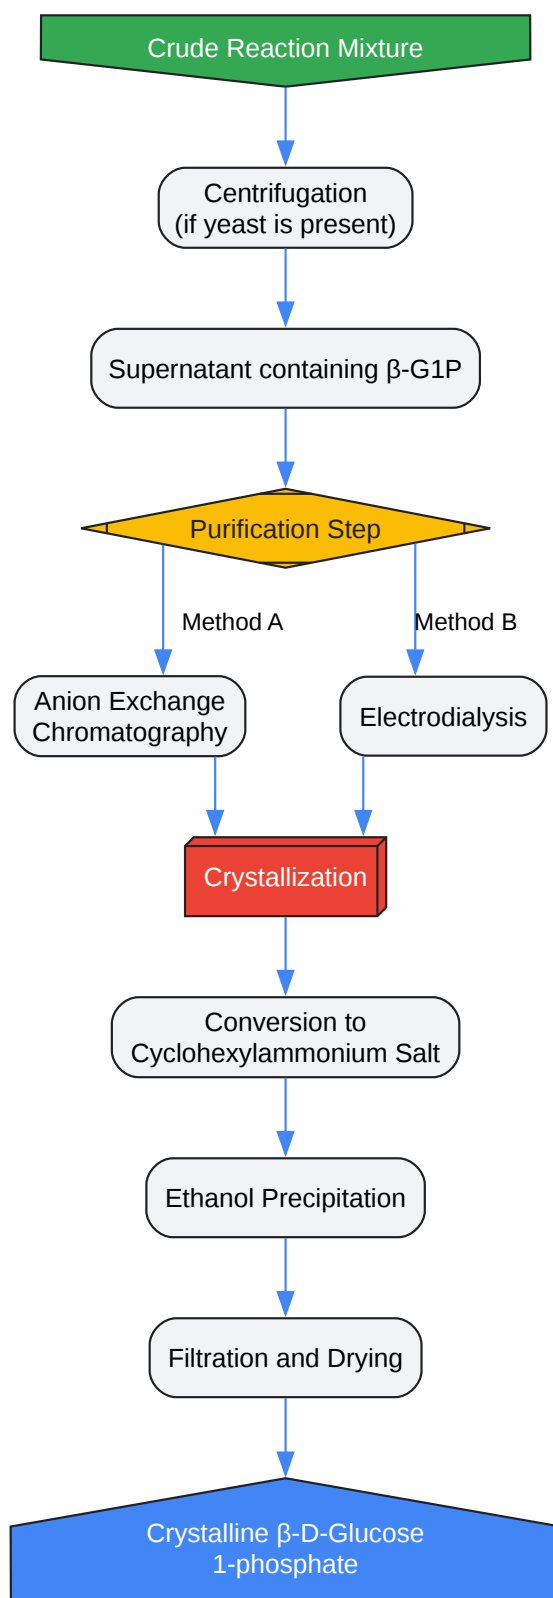 Crude Reaction Mixture
Centrifugation
(if yeast is present)
Supernatant containing β-G1P
Purification Step
Method A
Method B
Anion Exchange
Chromatography
Electrodialysis
Crystallization
Conversion to
Cyclohexylammonium Salt
Ethanol Precipitation
Filtration and Drying
Crystalline β-D-Glucose
1-phosphate